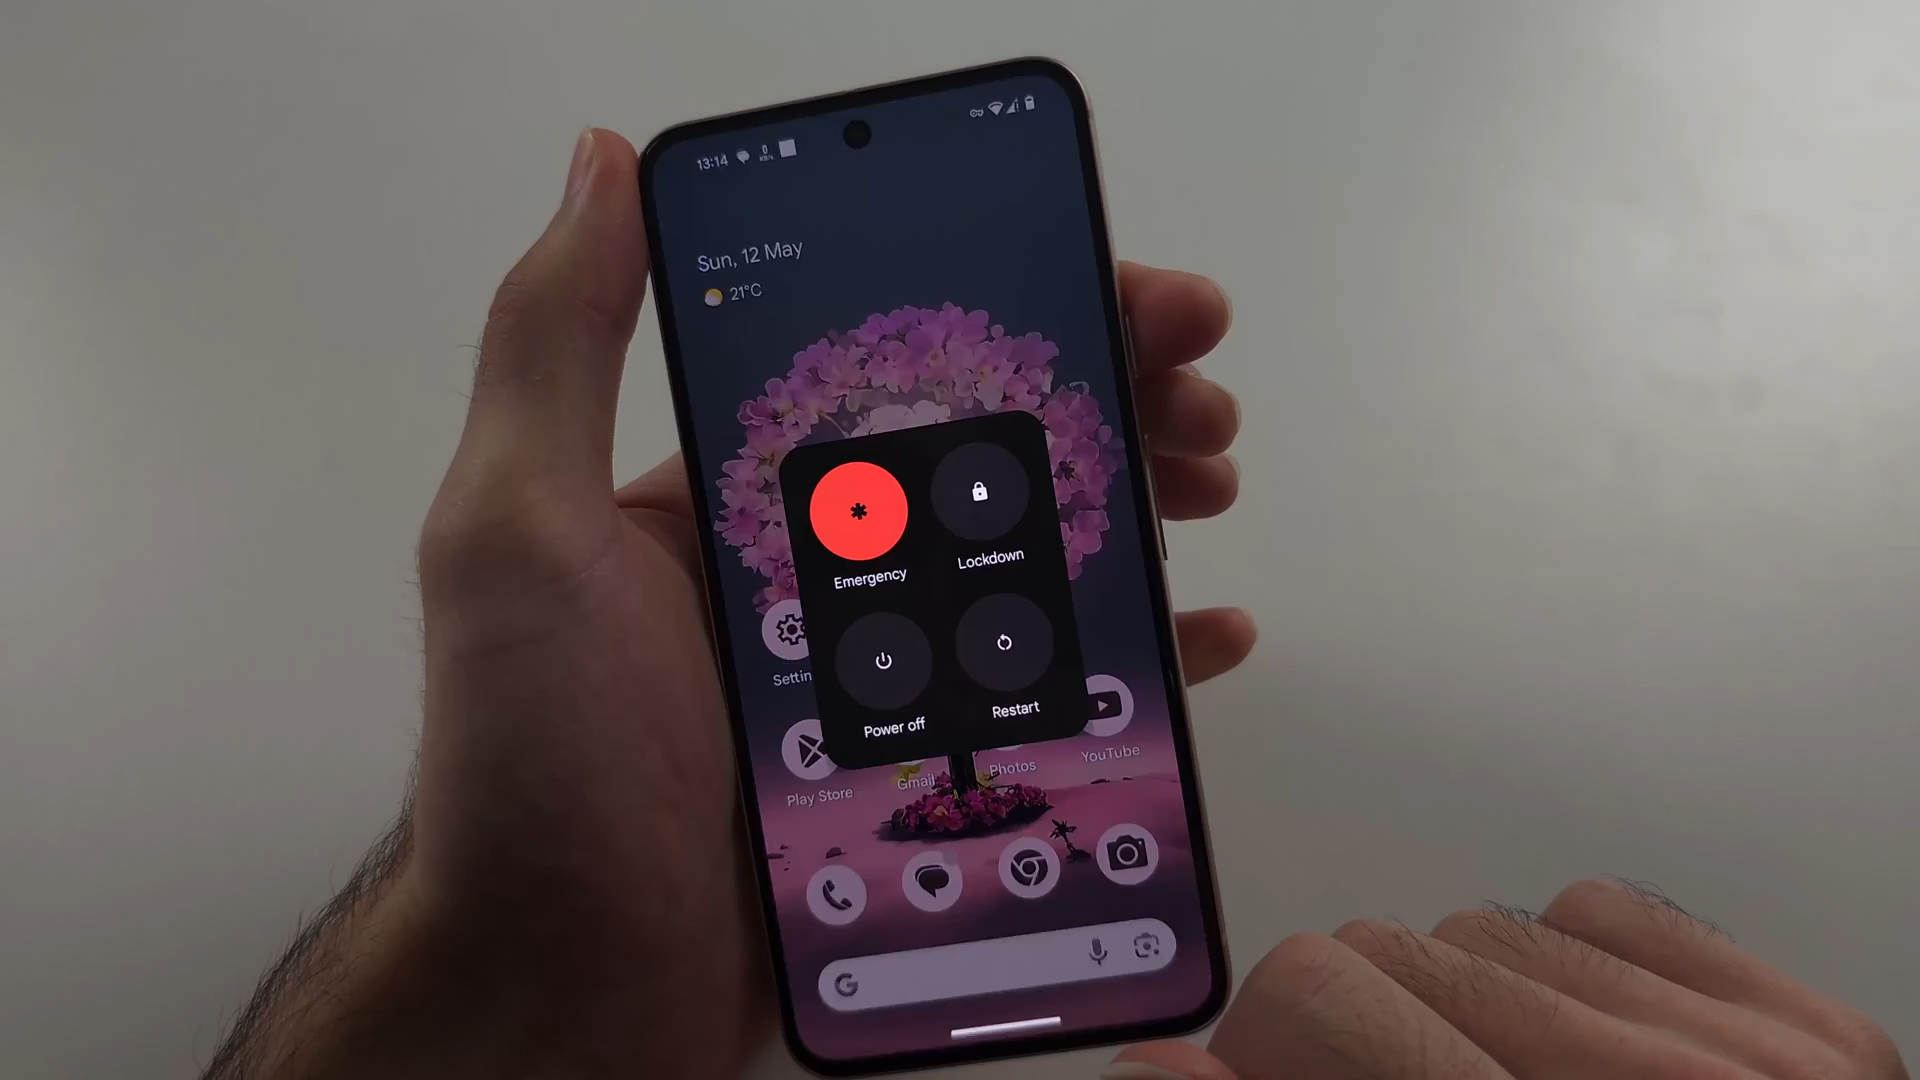 13:14
Sun, 12 May
21°C
Emergency
Lockdown
Power off
Restart
Settin
Play Store
Gmail
Photos
YouTube
G